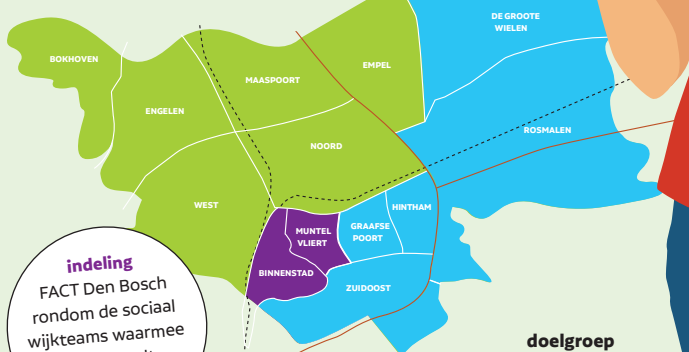 DE GROOTE
WIELEN
BOKHOVEN
EMPEL
MAASPOORT
ENGELEN
ROSMALEN
NOORD
WEST
HINTHAM
MUNTEL
VLIERT
GRAAFSE
POORT
BINNENSTAD
ZUIDOOST
indeling
FACT Den Bosch
rondom de sociaal
wijkteams waarmee
doelgroep